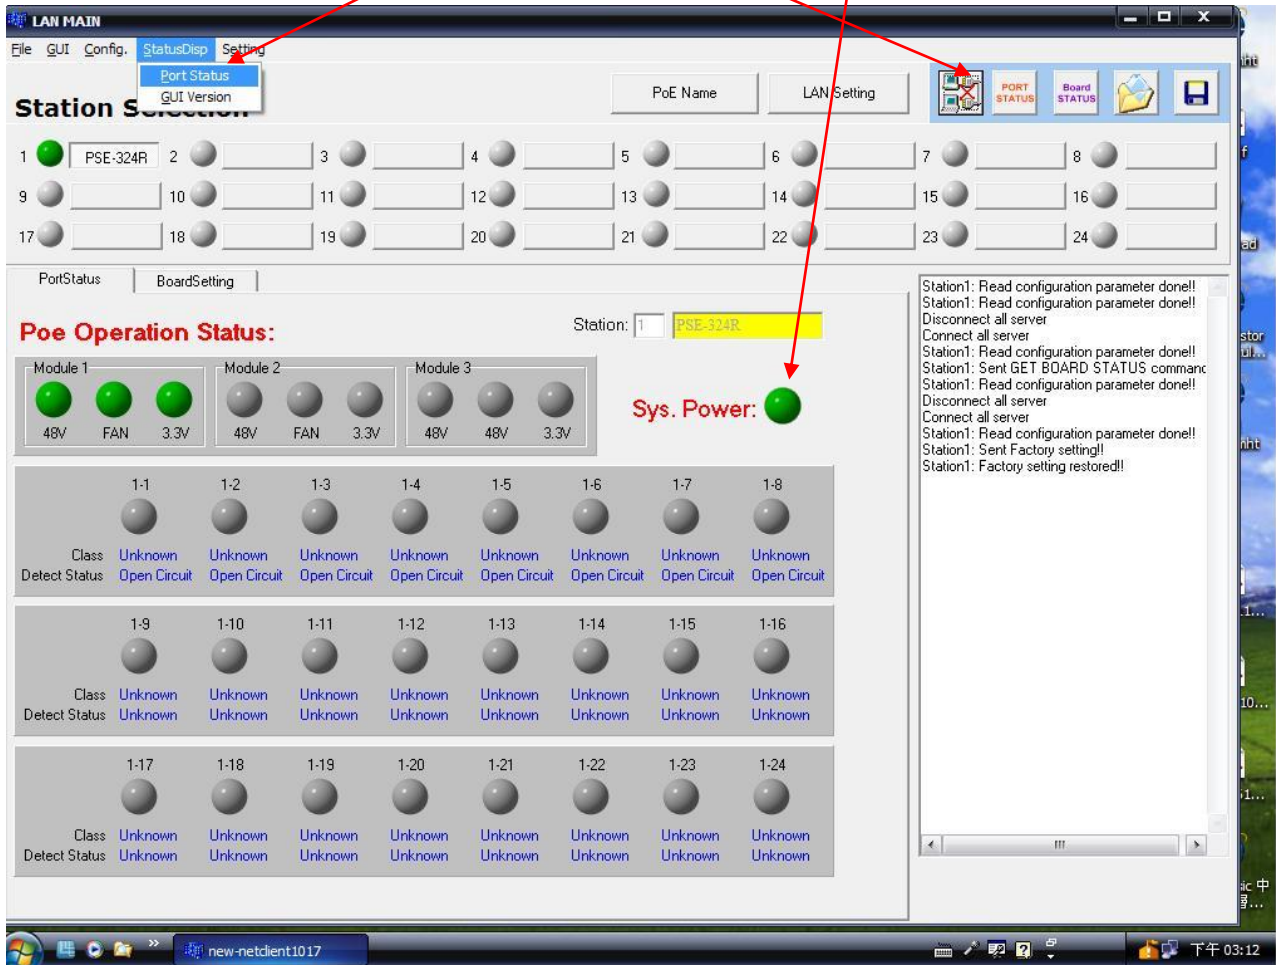 LAN MAIN
File GUI Config. StatusDisp Setting
Port Status
GUI Version
Station Selection
PoE Name LAN Setting PORT STATUS Board STATUS
1 PSE-324R 2 3 4 5 6 7 8
9 10 11 12 13 14 15 16
17 18 19 20 21 22 23 24
PortStatus BoardSetting
Poe Operation Status:
Station: 1 PSE-324R
Module 1 Module 2 Module 3
48V FAN 3.3V 48V FAN 3.3V 48V 48V 3.3V
Sys. Power:
1-1 1-2 1-3 1-4 1-5 1-6 1-7 1-8
Class Unknown Unknown Unknown Unknown Unknown Unknown Unknown Unknown
Detect Status Open Circuit Open Circuit Open Circuit Open Circuit Open Circuit Open Circuit Open Circuit Open Circuit
1-9 1-10 1-11 1-12 1-13 1-14 1-15 1-16
Class Unknown Unknown Unknown Unknown Unknown Unknown Unknown Unknown
Detect Status Unknown Unknown Unknown Unknown Unknown Unknown Unknown Unknown
1-17 1-18 1-19 1-20 1-21 1-22 1-23 1-24
Class Unknown Unknown Unknown Unknown Unknown Unknown Unknown Unknown
Detect Status Unknown Unknown Unknown Unknown Unknown Unknown Unknown Unknown
Station1: Read configuration parameter done!!
Station1: Read configuration parameter done!!
Disconnect all server
Connect all server
Station1: Read configuration parameter done!!
Station1: Sent GET BOARD STATUS command
Station1: Read configuration parameter done!!
Disconnect all server
Connect all server
Station1: Read configuration parameter done!!
Station1: Sent Factory setting!!
Station1: Factory setting restored!!
new-netclient1017
下午 03:12